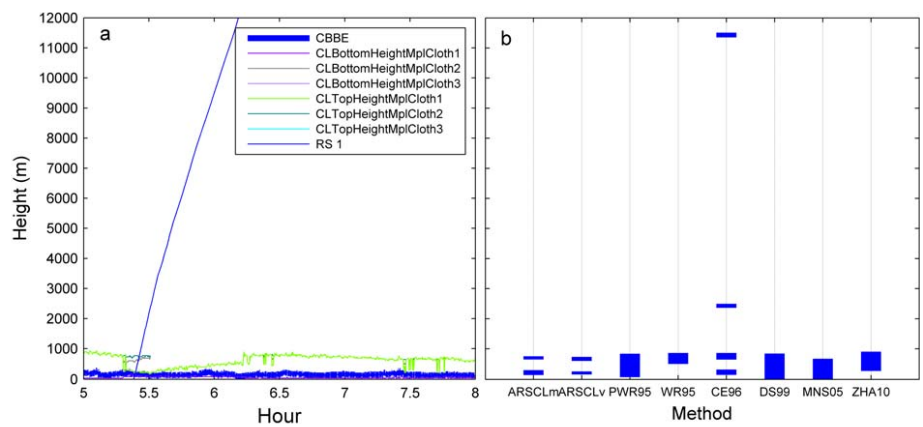 12000
11000
10000
9000
8000
7000
6000
5000
4000
3000
2000
1000
0
Height (m)
a
CBBE
CLBottomHeightMplCloth1
CLBottomHeightMplCloth2
CLBottomHeightMplCloth3
CLTopHeightMplCloth1
CLTopHeightMplCloth2
CLTopHeightMplCloth3
RS 1
5 5.5 6 6.5 7 7.5 8
Hour
b
ARSCLm ARSCLv PWR95 WR95 CE96 DS99 MNS05 ZHA10
Method